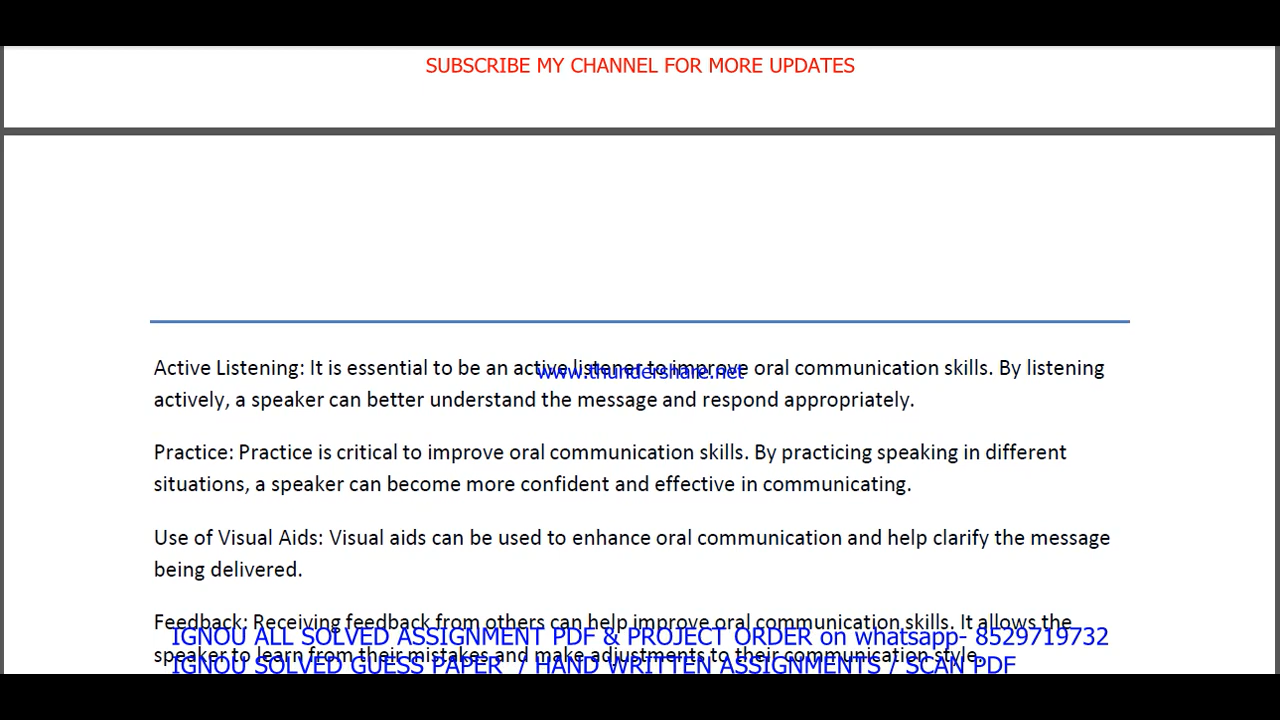 SUBSCRIBE MY CHANNEL FOR MORE UPDATES
Active Listening: It is essential to be an active listener to improve oral communication skills. By listening
www.thundershare.net
actively, a speaker can better understand the message and respond appropriately.
Practice: Practice is critical to improve oral communication skills. By practicing speaking in different
situations, a speaker can become more confident and effective in communicating.
Use of Visual Aids: Visual aids can be used to enhance oral communication and help clarify the message
being delivered.
Feedback: Receiving feedback from others can help improve oral communication skills. It allows the
IGNOU ALL SOLVED ASSIGNMENT PDF & PROJECT ORDER on whatsapp- 8529719732
speaker to learn from their mistakes and make adjustments to their communication style.
IGNOU SOLVED GUESS PAPER / HAND WRITTEN ASSIGNMENTS / SCAN PDF